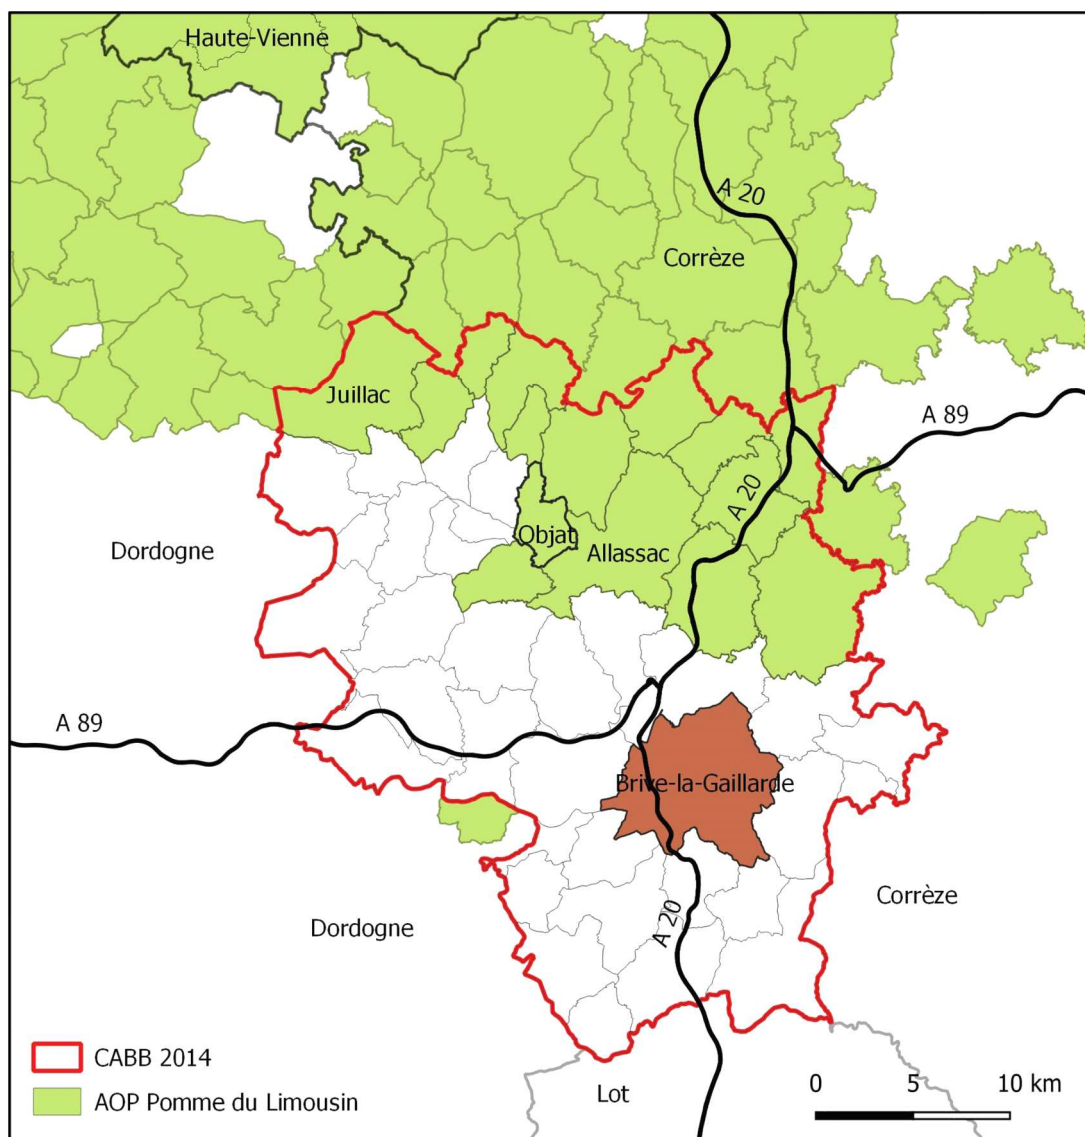 Haute-Vienne
A 20
Corrèze
Juillac
A 89
A 20
Objat
Dordogne
Allassac
A 89
Brive-la-Gaillarde
Corrèze
A 20
Dordogne
CABB 2014
AOP Pomme du Limousin
Lot
0 5 10 km